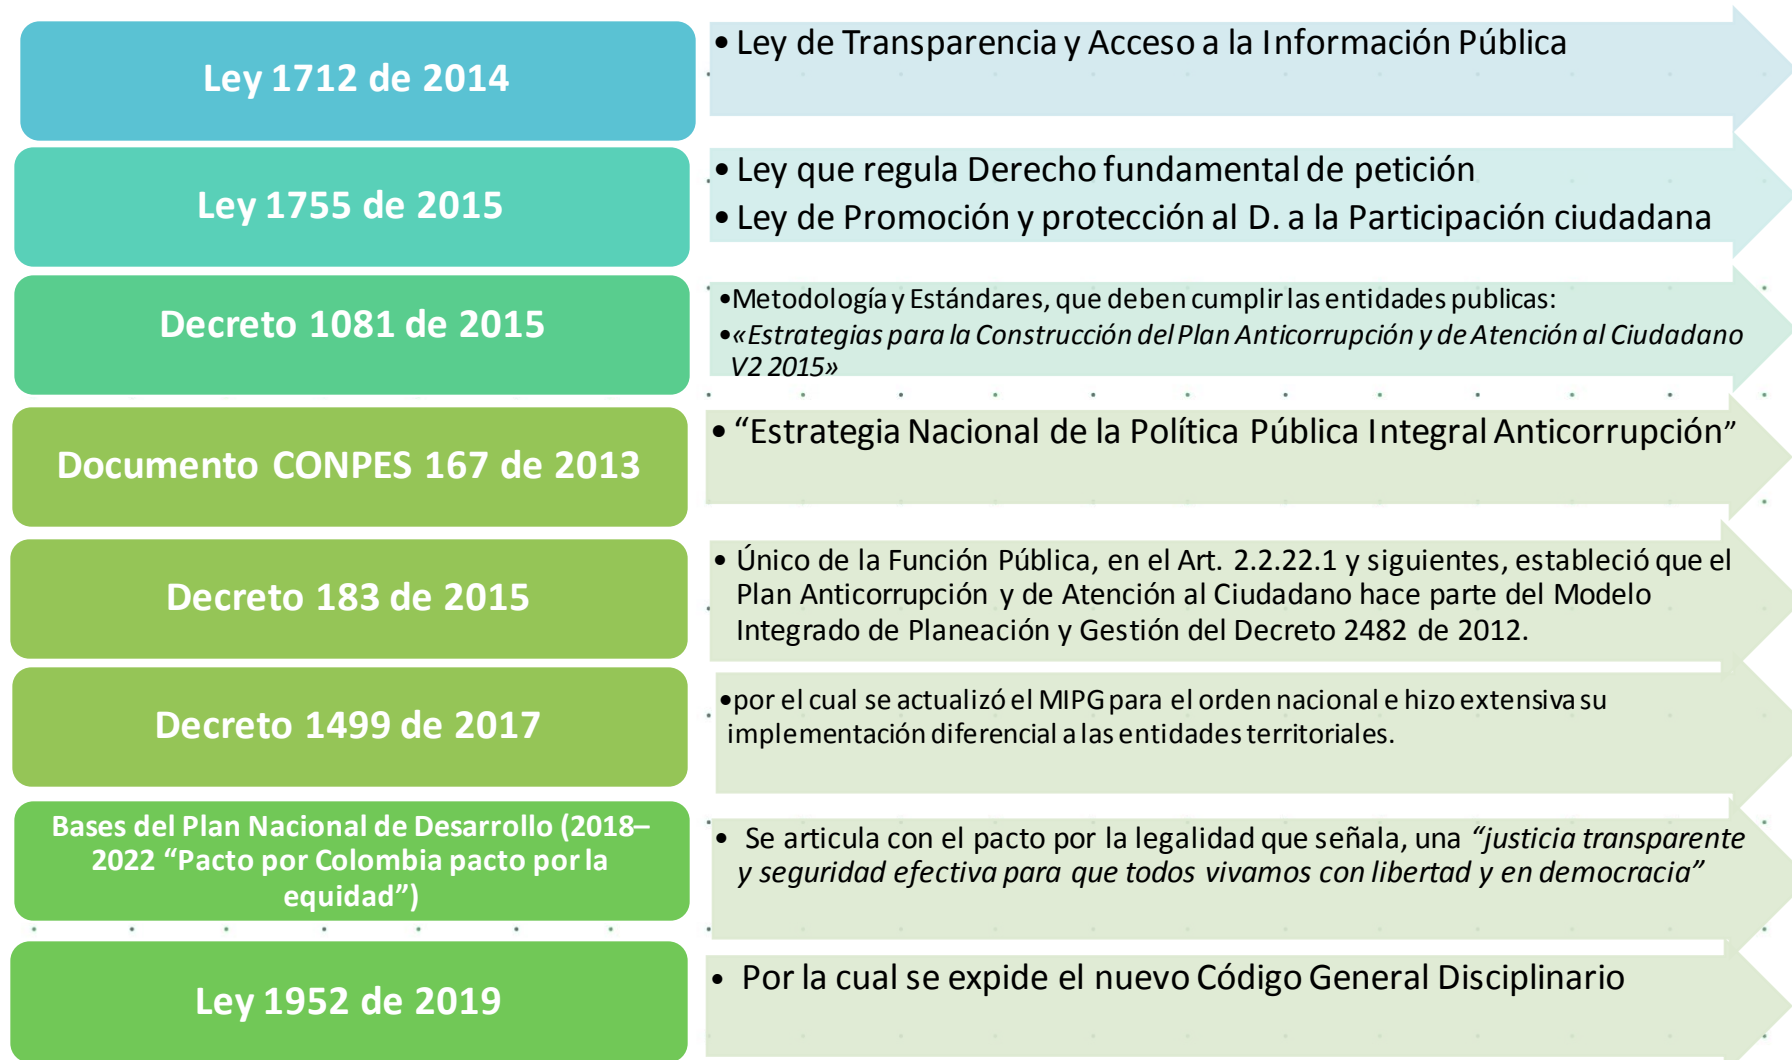 Ley 1712 de 2014
• Ley de Transparencia y Acceso a la Información Pública
Ley 1755 de 2015
• Ley que regula Derecho fundamental de petición
• Ley de Promoción y protección al D. a la Participación ciudadana
Decreto 1081 de 2015
•Metodología y Estándares, que deben cumplir las entidades publicas:
•«Estrategias para la Construcción del Plan Anticorrupción y de Atención al Ciudadano
V2 2015»
Documento CONPES 167 de 2013
• “Estrategia Nacional de la Política Pública Integral Anticorrupción”
Decreto 183 de 2015
• Único de la Función Pública, en el Art. 2.2.22.1 y siguientes, estableció que el
Plan Anticorrupción y de Atención al Ciudadano hace parte del Modelo
Integrado de Planeación y Gestión del Decreto 2482 de 2012.
Decreto 1499 de 2017
•por el cual se actualizó el MIPG para el orden nacional e hizo extensiva su
implementación diferencial a las entidades territoriales.
Bases del Plan Nacional de Desarrollo (2018–
2022 “Pacto por Colombia pacto por la
equidad”)
• Se articula con el pacto por la legalidad que señala, una “justicia transparente
y seguridad efectiva para que todos vivamos con libertad y en democracia”
Ley 1952 de 2019
• Por la cual se expide el nuevo Código General Disciplinario